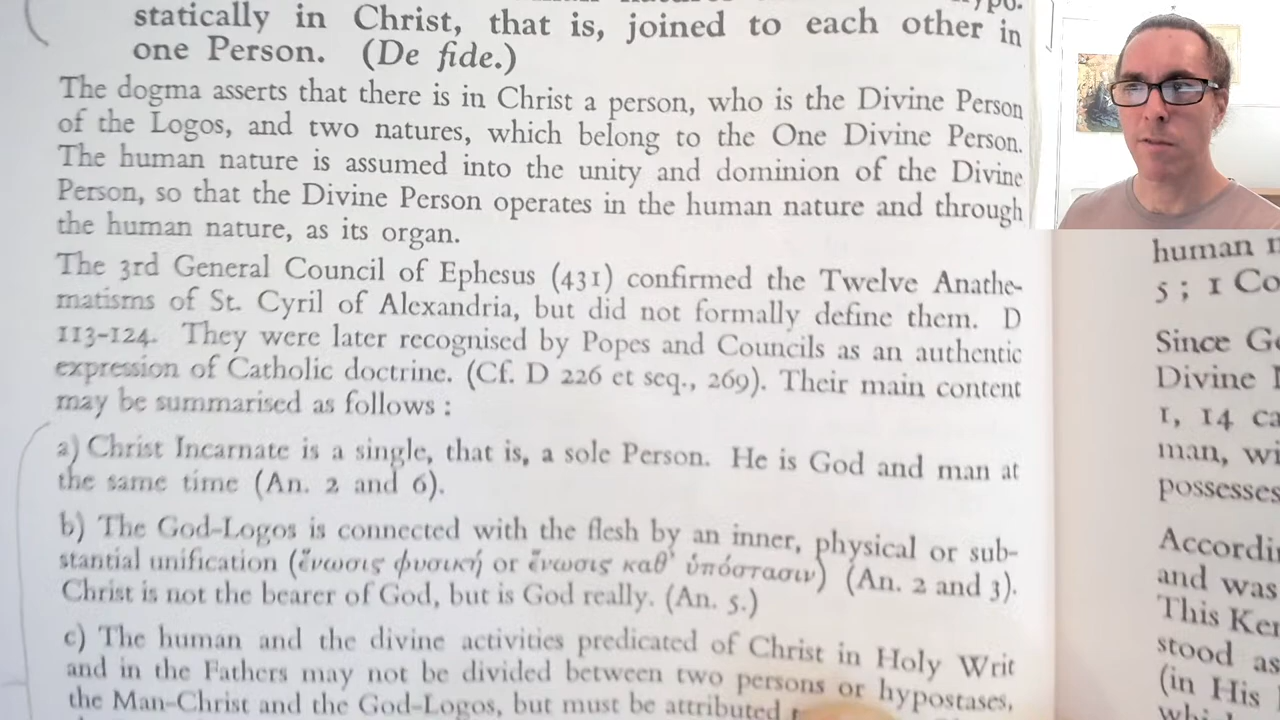 statically in Christ, that is, joined to each other in
one Person. (De fide.)
The dogma asserts that there is in Christ a person, who is the Divine Person
of the Logos, and two natures, which belong to the One Divine Person.
The human nature is assumed into the unity and dominion of the Divine
Person, so that the Divine Person operates in the human nature and through
the human nature, as its organ.
The 3rd General Council of Ephesus (431) confirmed the Twelve Anathe-
matisms of St. Cyril of Alexandria, but did not formally define them. D
113-124. They were later recognised by Popes and Councils as an authentic
expression of Catholic doctrine. (Cf. D 226 et seq., 269). Their main content
may be summarised as follows :
a) Christ Incarnate is a single, that is, a sole Person. He is God and man at
the same time (An. 2 and 6).
b) The God-Logos is connected with the flesh by an inner, physical or sub-
stantial unification (ἕνωσις φυσική or ἕνωσις καθ' ὑπόστασιν) (An. 2 and 3).
Christ is not the bearer of God, but is God really. (An. 5.)
c) The human and the divine activities predicated of Christ in Holy Writ
and in the Fathers may not be divided between two persons or hypostases,
the Man-Christ and the God-Logos, but must be attributed
human
5 ; 1 Co
Since
Divine
1, 14 ca
man, wi
possesses
Accordin
and was
This Ker
stood as
(in His